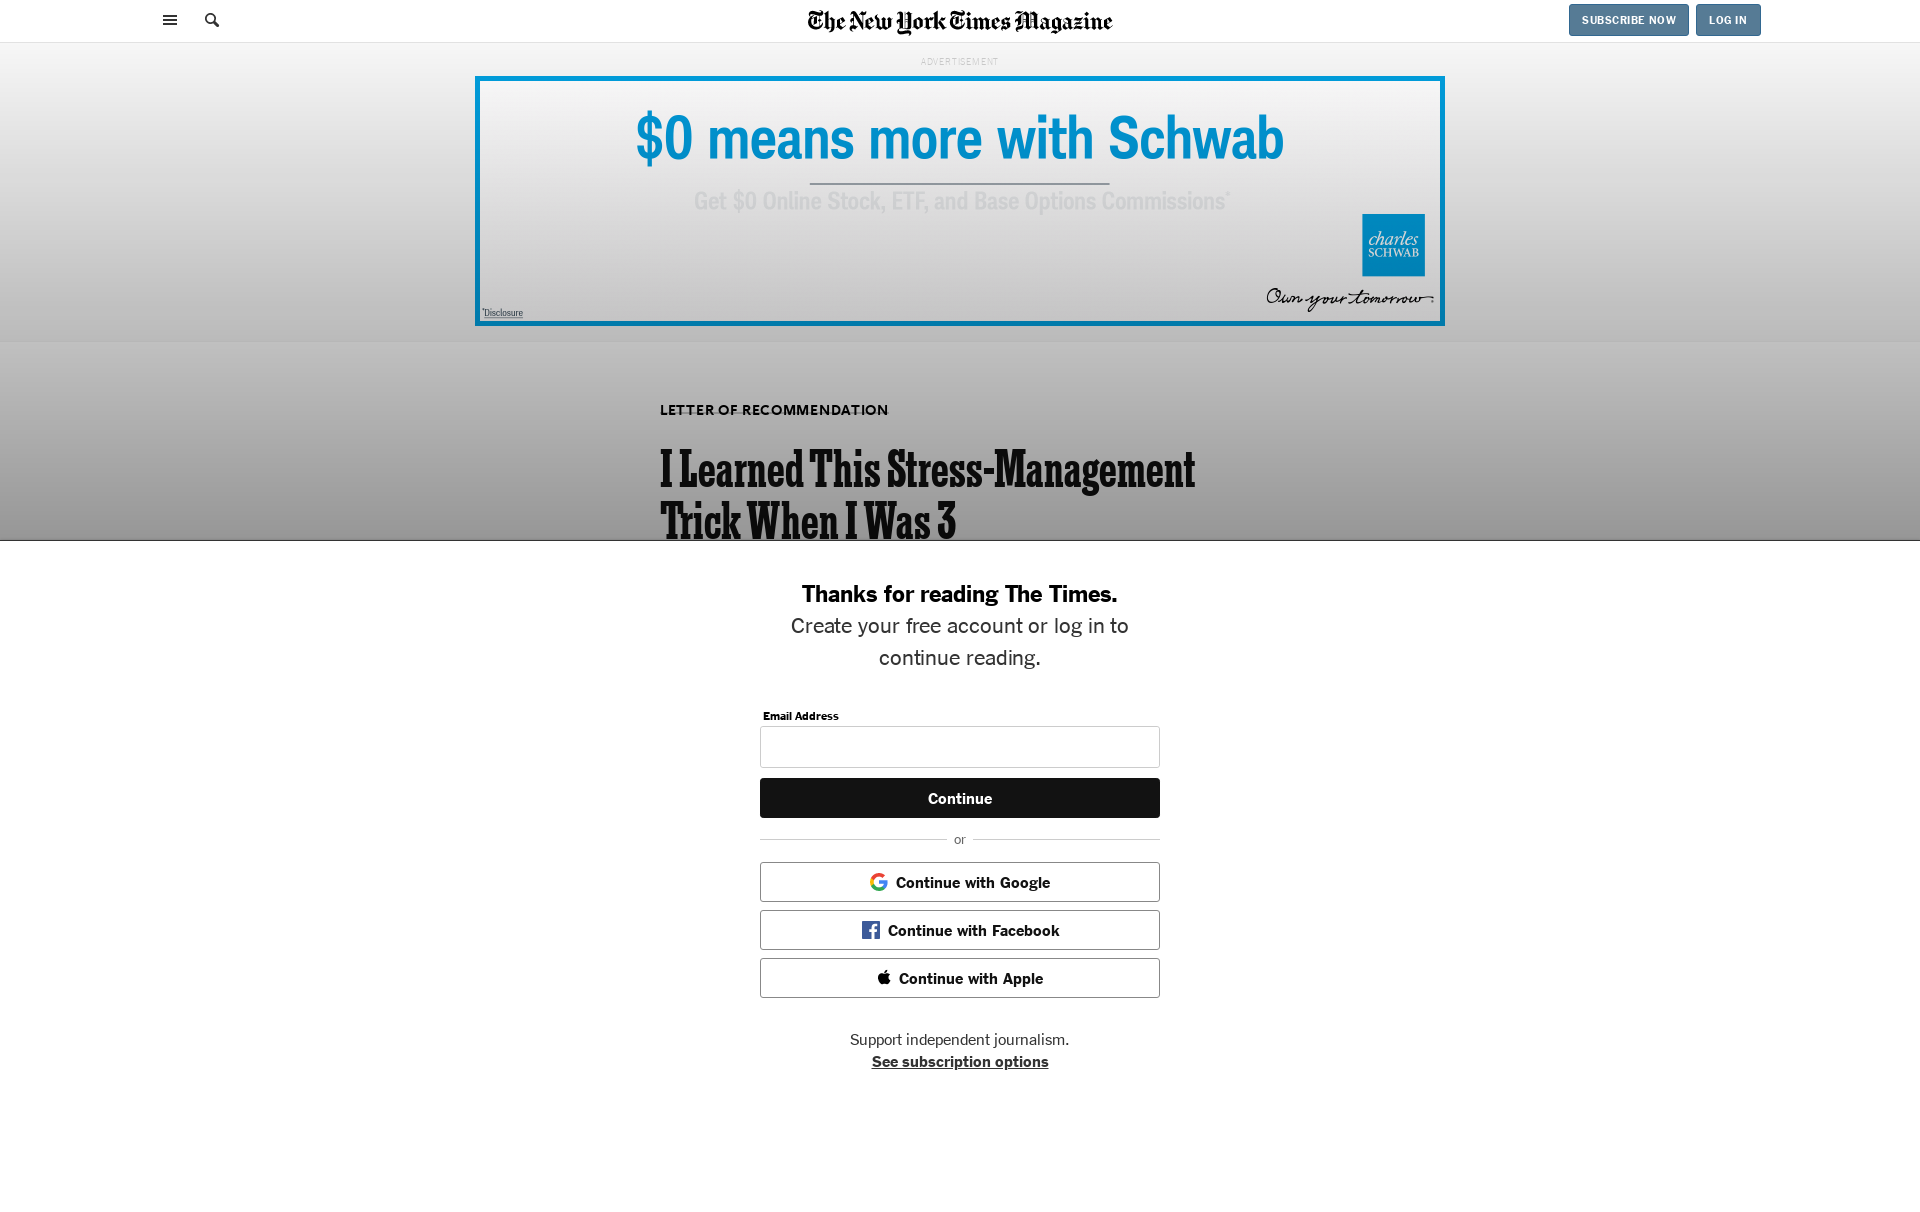 The New York Times Magazine
SUBSCRIBE NOW
LOG IN
ADVERTISEMENT
$0 means more with Schwab
Get $0 Online Stock, ETF, and Base Options Commissions*
charles
SCHWAB
Own your tomorrow®
*Disclosure
LETTER OF RECOMMENDATION
I Learned This Stress-Management
Trick When I Was 3
Thanks for reading The Times.
Create your free account or log in to
continue reading.
Email Address
Continue
or
Continue with Google
Continue with Facebook
Continue with Apple
Support independent journalism.
See subscription options